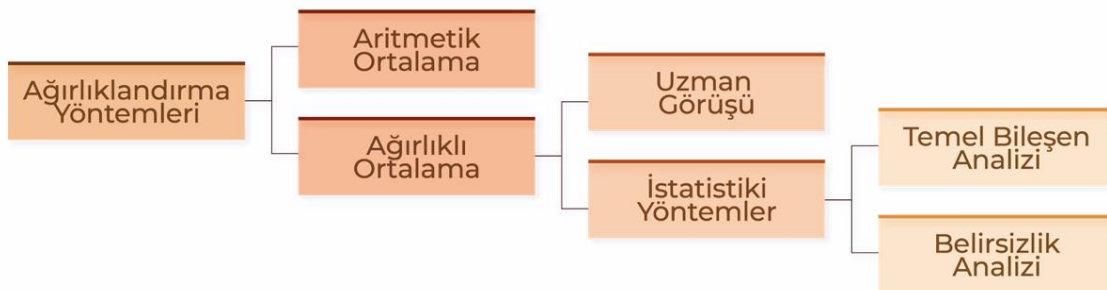 Ağırlıklandırma
Yöntemleri
Aritmetik
Ortalama
Ağırlıklı
Ortalama
Uzman
Görüşü
İstatistiki
Yöntemler
Temel Bileşen
Analizi
Belirsizlik
Analizi